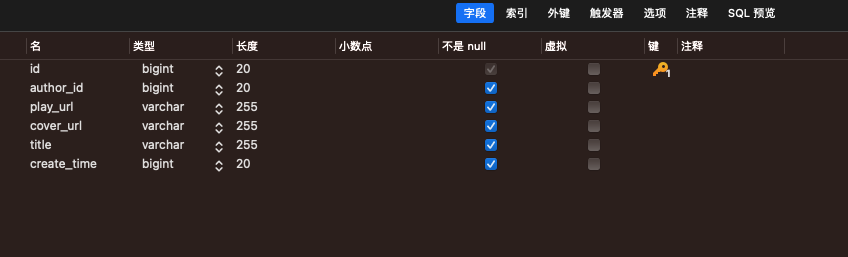 字段 索引 外键 触发器 选项 注释 SQL 预览
名 类型 长度 小数点 不是 null 虚拟 键 注释
id bigint 20 1
author_id bigint 20
play_url varchar 255
cover_url varchar 255
title varchar 255
create_time bigint 20